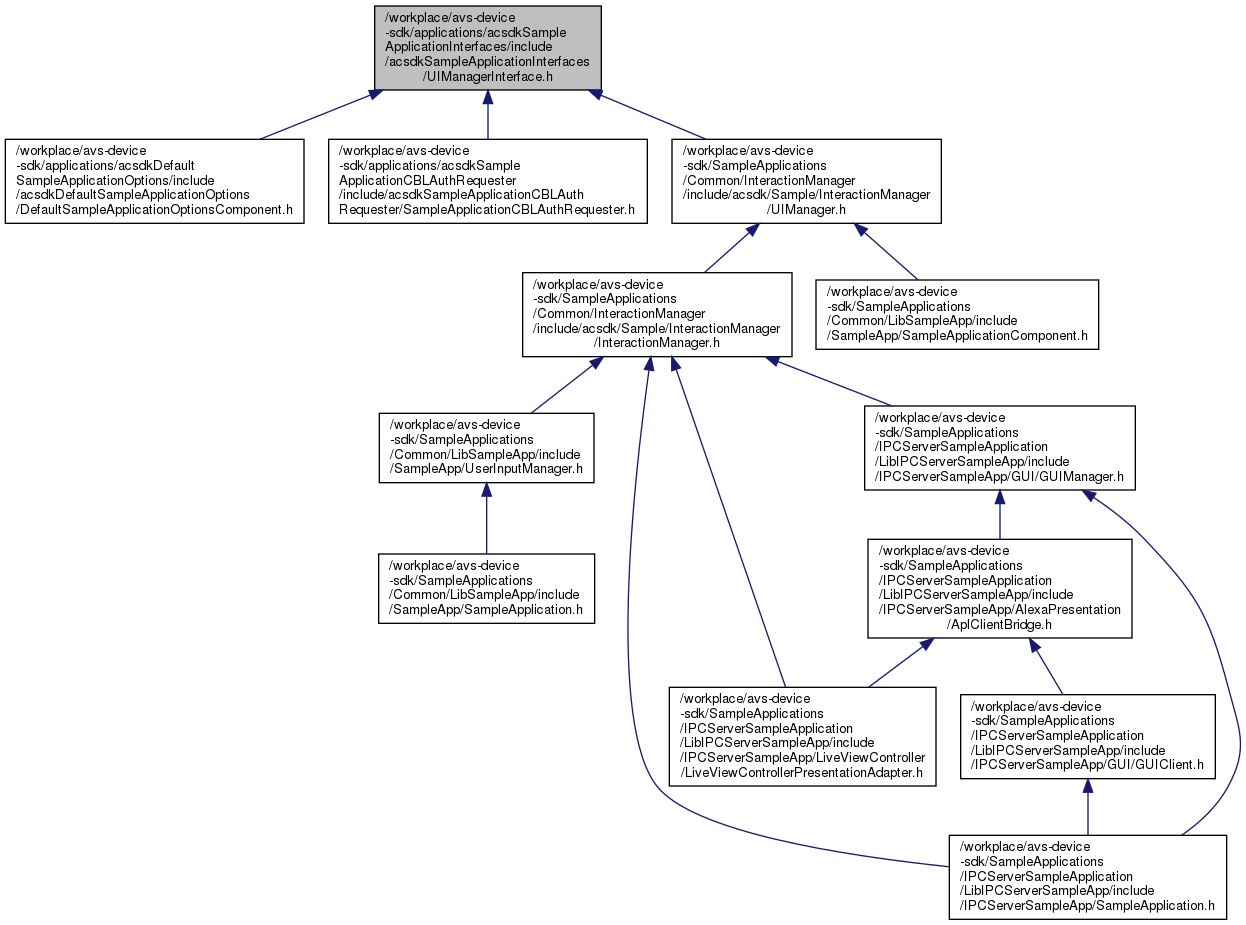 /workplace/avs-device
-sdk/applications/acsdkSample
ApplicationInterfaces/include
/acsdkSampleApplicationInterfaces
/UIManagerInterface.h
/workplace/avs-device
-sdk/applications/acsdkDefault
SampleApplicationOptions/include
/acsdkDefaultSampleApplicationOptions
/DefaultSampleApplicationOptionsComponent.h
/workplace/avs-device
-sdk/applications/acsdkSample
ApplicationCBLAuthRequester
/include/acsdkSampleApplicationCBLAuth
Requester/SampleApplicationCBLAuthRequester.h
/workplace/avs-device
-sdk/SampleApplications
/Common/InteractionManager
/include/acsdk/Sample/InteractionManager
/UIManager.h
/workplace/avs-device
-sdk/SampleApplications
/Common/InteractionManager
/include/acsdk/Sample/InteractionManager
/InteractionManager.h
/workplace/avs-device
-sdk/SampleApplications
/Common/LibSampleApp/include
/SampleApp/SampleApplicationComponent.h
/workplace/avs-device
-sdk/SampleApplications
/Common/LibSampleApp/include
/SampleApp/UserInputManager.h
/workplace/avs-device
-sdk/SampleApplications
/IPCServerSampleApplication
/LibIPCServerSampleApp/include
/IPCServerSampleApp/GUI/GUIManager.h
/workplace/avs-device
-sdk/SampleApplications
/Common/LibSampleApp/include
/SampleApp/SampleApplication.h
/workplace/avs-device
-sdk/SampleApplications
/IPCServerSampleApplication
/LibIPCServerSampleApp/include
/IPCServerSampleApp/AlexaPresentation
/AplClientBridge.h
/workplace/avs-device
-sdk/SampleApplications
/IPCServerSampleApplication
/LibIPCServerSampleApp/include
/IPCServerSampleApp/LiveViewController
/LiveViewControllerPresentationAdapter.h
/workplace/avs-device
-sdk/SampleApplications
/IPCServerSampleApplication
/LibIPCServerSampleApp/include
/IPCServerSampleApp/GUI/GUIClient.h
/workplace/avs-device
-sdk/SampleApplications
/IPCServerSampleApplication
/LibIPCServerSampleApp/include
/IPCServerSampleApp/SampleApplication.h